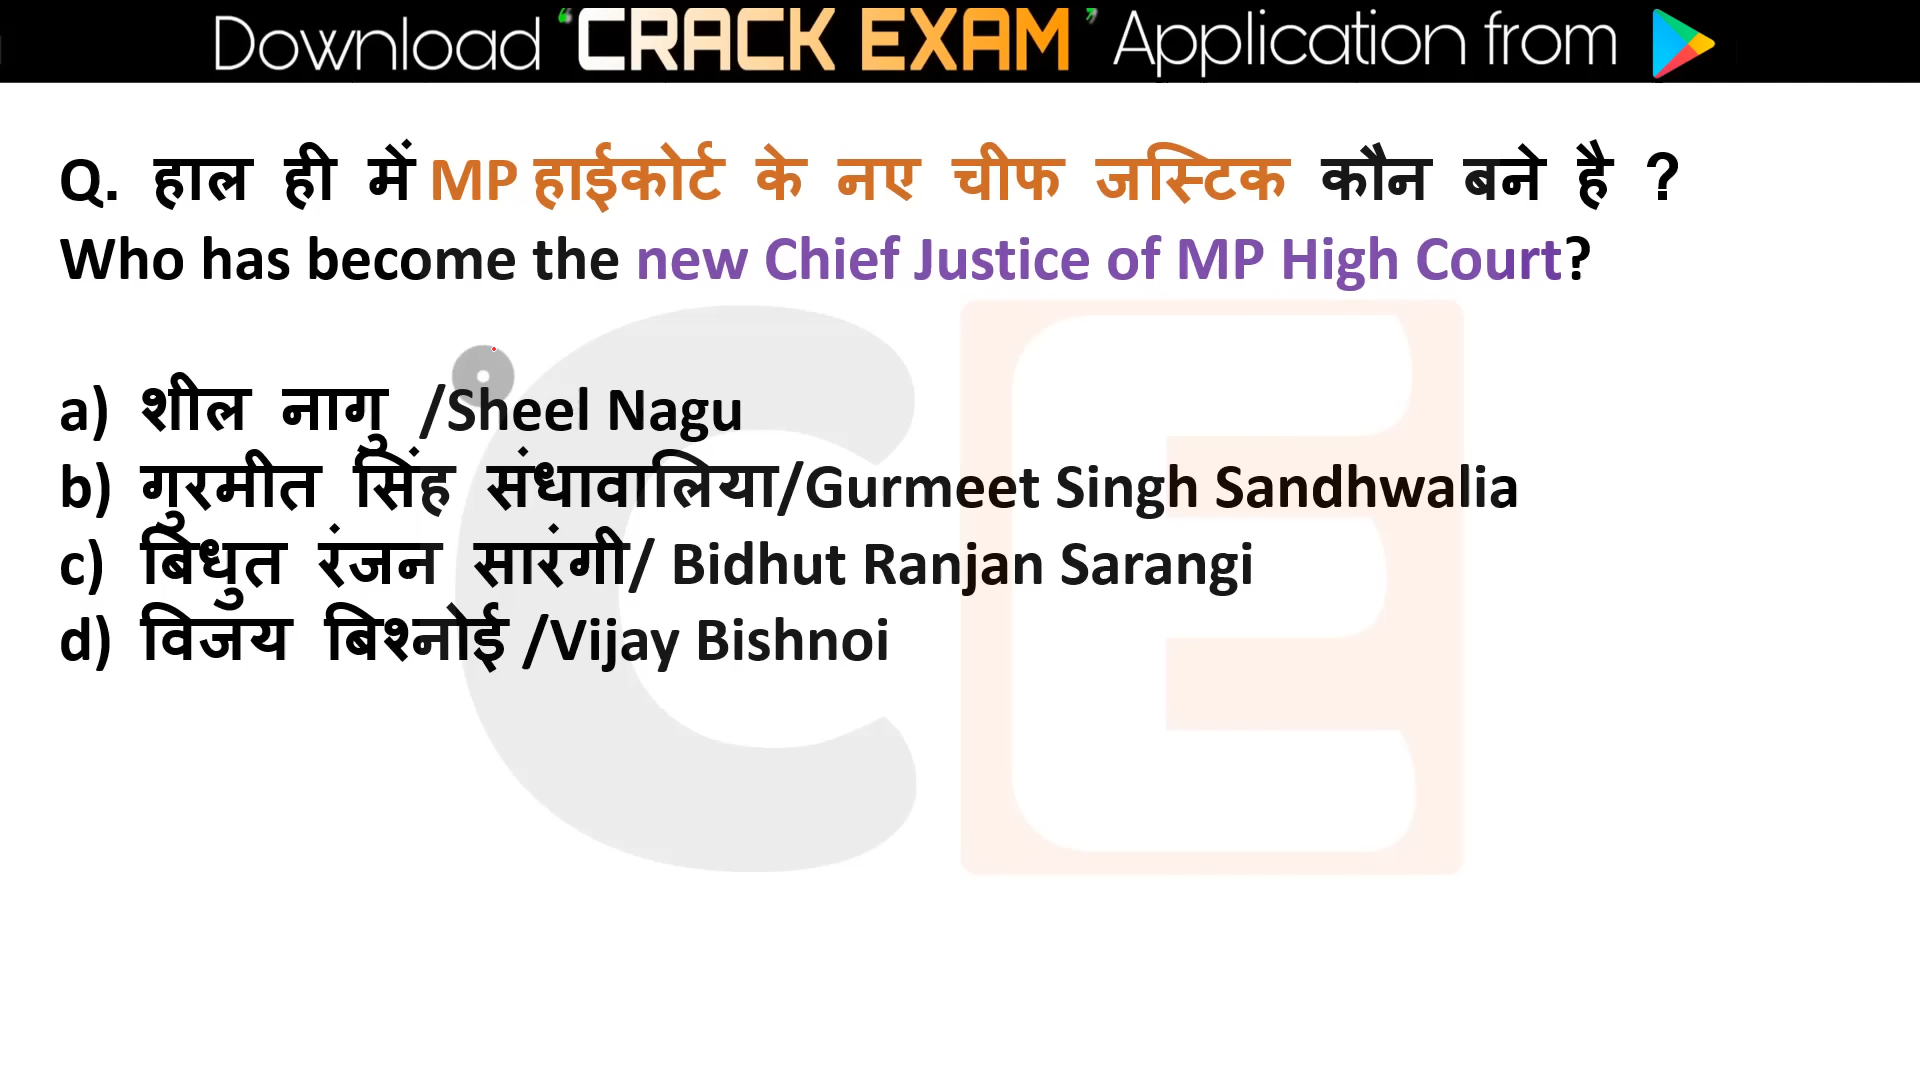 Download ‘CRACK EXAM’ Application from
Q. हाल ही में MP हाईकोर्ट के नए चीफ जस्टिक कौन बने है ?
Who has become the new Chief Justice of MP High Court?
a) शील नागु /Sheel Nagu
b) गुरमीत सिंह संधावालिया/Gurmeet Singh Sandhwalia
c) बिधुत रंजन सारंगी/ Bidhut Ranjan Sarangi
d) विजय बिश्नोई /Vijay Bishnoi
CE